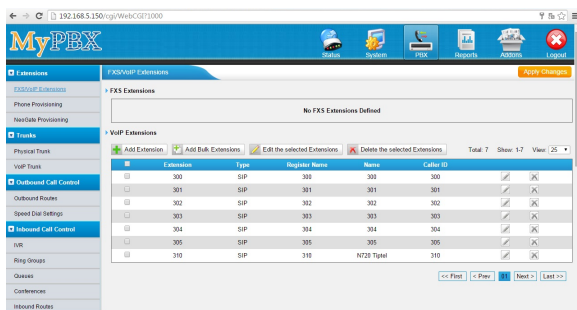 192.168.5.150/cgi/WebCGI?1000
MyPBX
Status
System
PBX
Reports
Addons
Logout
Extensions
FXS/VoIP Extensions
Apply Changes
FXS/VoIP Extensions
Phone Provisioning
NeoGate Provisioning
Trunks
Physical Trunk
VoIP Trunk
Outbound Call Control
Outbound Routes
Speed Dial Settings
Inbound Call Control
IVR
Ring Groups
Queues
Conferences
Inbound Routes
FXS Extensions
No FXS Extensions Defined
VoIP Extensions
Add Extension Add Bulk Extensions Edit the selected Extensions Delete the selected Extensions Total: 7 Show: 1-7 View: 25
Extension Type Register Name Name Caller ID
300 SIP 300 300 300
301 SIP 301 301 301
302 SIP 302 302 302
303 SIP 303 303 303
304 SIP 304 304 304
305 SIP 305 305 305
310 SIP 310 N720 Tiptel 310
<< First < Prev 01 Next > Last >>